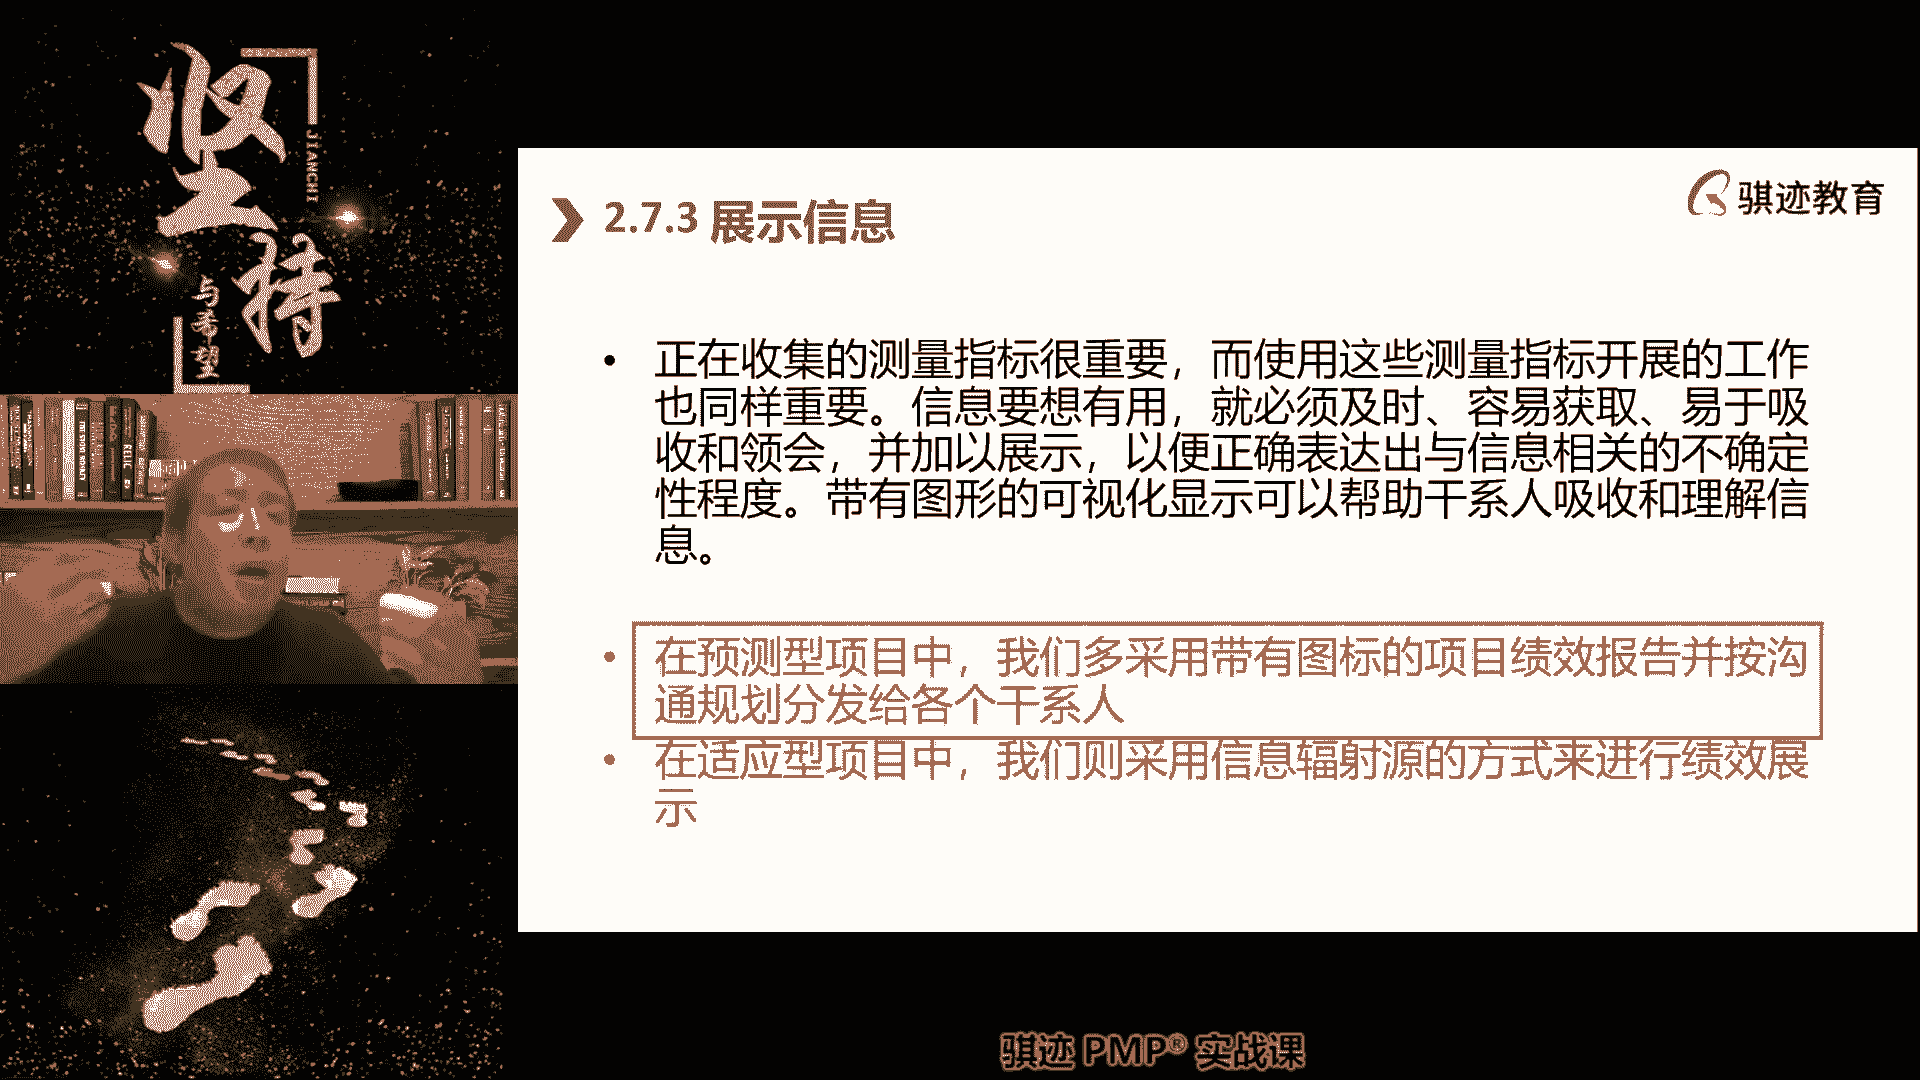 坚持
JIANCHI
与希望
骐迹教育
2.7.3 展示信息
• 正在收集的测量指标很重要，而使用这些测量指标开展的工作
也同样重要。信息要想有用，就必须及时、容易获取、易于吸
收和领会，并加以展示，以便正确表达出与信息相关的不确定
性程度。带有图形的可视化显示可以帮助干系人吸收和理解信
息。
• 在预测型项目中，我们多采用带有图标的项目绩效报告并按沟
通规划分发给各个干系人
• 在适应型项目中，我们则采用信息辐射源的方式来进行绩效展
示
骐迹 PMP® 实战课